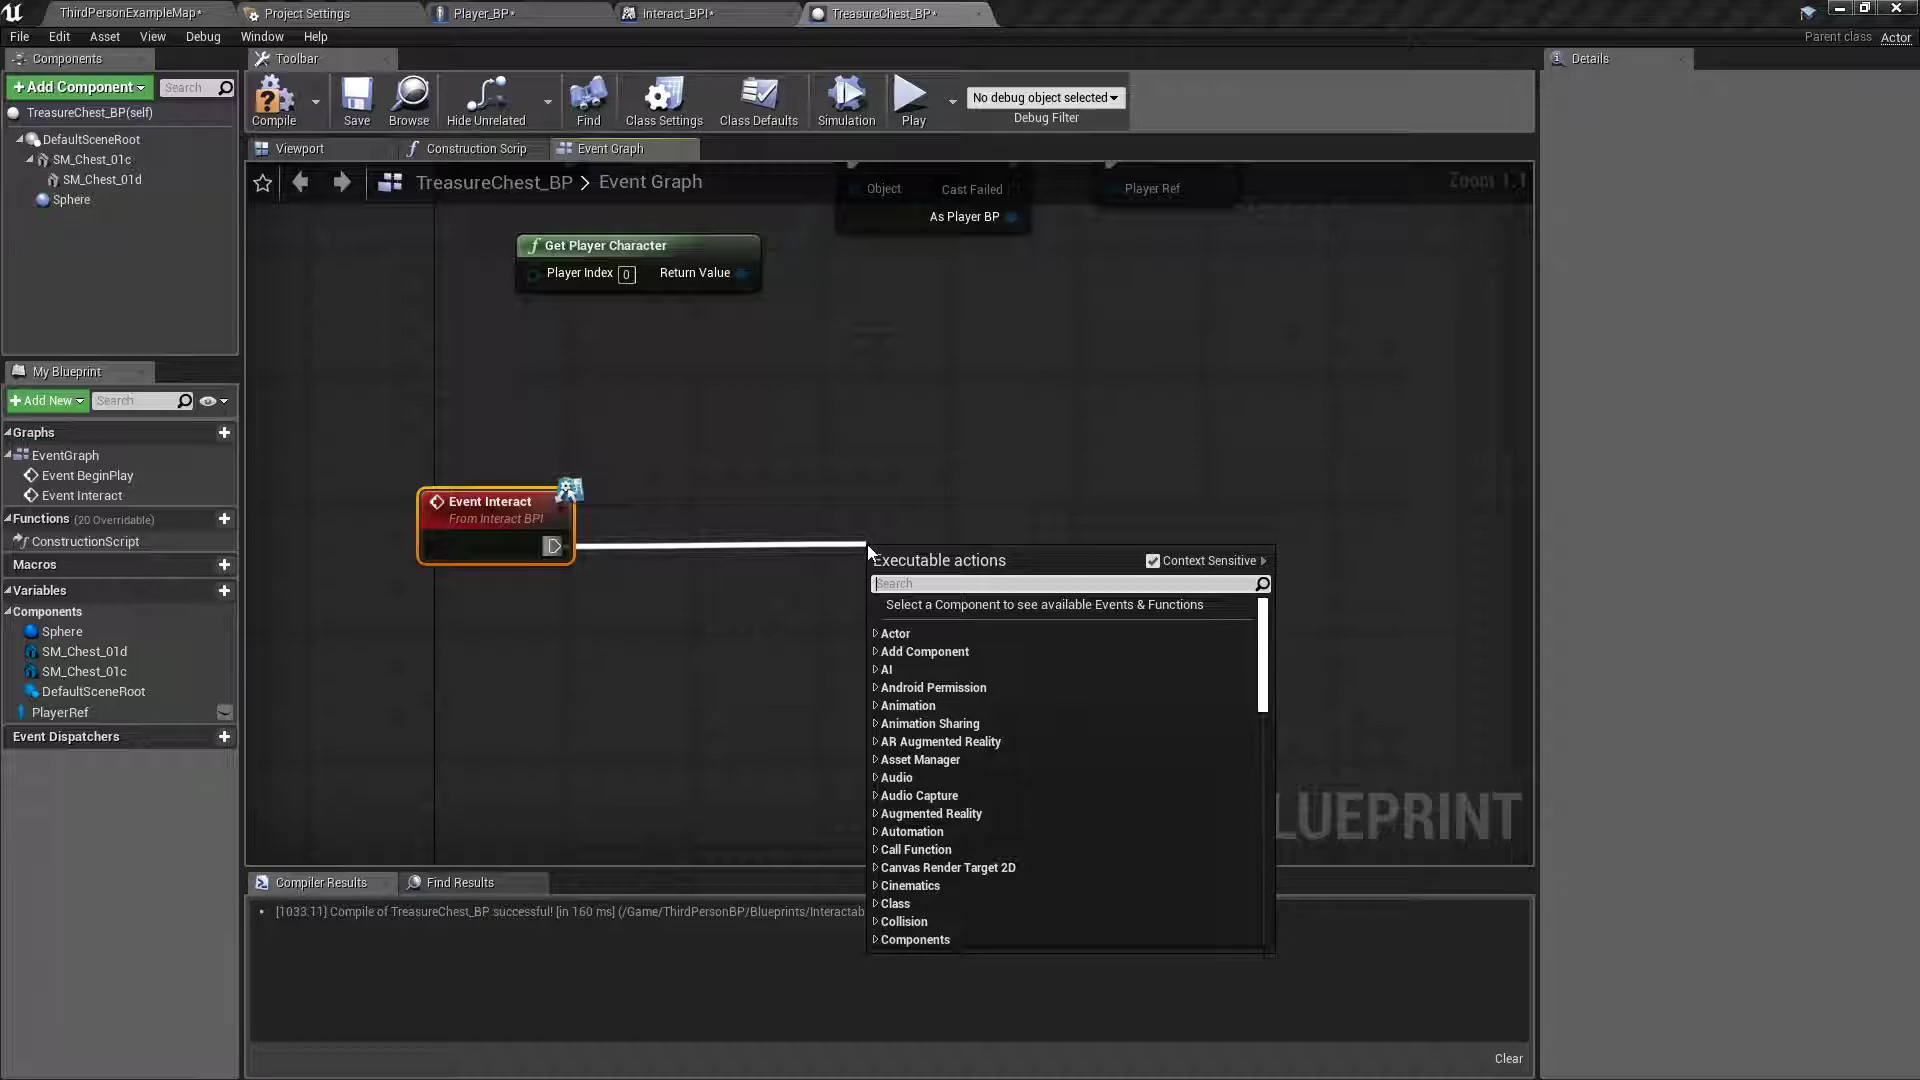 ThirdPersonExampleMap*
Project Settings
Player_BP*
Interact_BPI*
TreasureChest_BP*
File
Edit
Asset
View
Debug
Window
Help
Parent class
Actor
Components
Toolbar
Details
+Add Component
Search
TreasureChest_BP(self)
DefaultSceneRoot
SM_Chest_01c
SM_Chest_01d
Sphere
Compile
Save
Browse
Hide Unrelated
Find
Class Settings
Class Defaults
Simulation
Play
No debug object selected
Debug Filter
Viewport
Construction Scrip
Event Graph
TreasureChest_BP > Event Graph
Zoom 1:1
Object
Cast Failed
As Player BP
Player Ref
Get Player Character
Player Index
0
Return Value
Event Interact
From Interact BPI
My Blueprint
+Add New
Search
Graphs
EventGraph
Event BeginPlay
Event Interact
Functions (20 Overridable)
ConstructionScript
Macros
Variables
Components
Sphere
SM_Chest_01d
SM_Chest_01c
DefaultSceneRoot
PlayerRef
Event Dispatchers
Executable actions
Context Sensitive
Search
Select a Component to see available Events & Functions
Actor
Add Component
AI
Android Permission
Animation
Animation Sharing
AR Augmented Reality
Asset Manager
Audio
Audio Capture
Augmented Reality
Automation
Call Function
Canvas Render Target 2D
Cinematics
Class
Collision
Components
LUEPRINT
Compiler Results
Find Results
[1033.11] Compile of TreasureChest_BP successful! [in 160 ms] (/Game/ThirdPersonBP/Blueprints/Interactab
Clear